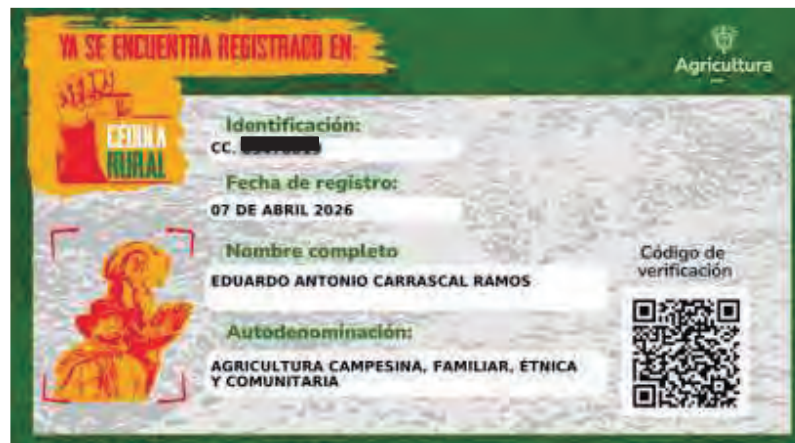 YA SE ENCUENTRA REGISTRADO EN:
Agricultura
CÉDULA
RURAL
Identificación:
CC.
Fecha de registro:
07 DE ABRIL 2026
Nombre completo
EDUARDO ANTONIO CARRASCAL RAMOS
Código de
verificación
Autodenominación:
AGRICULTURA CAMPESINA, FAMILIAR, ÉTNICA
Y COMUNITARIA